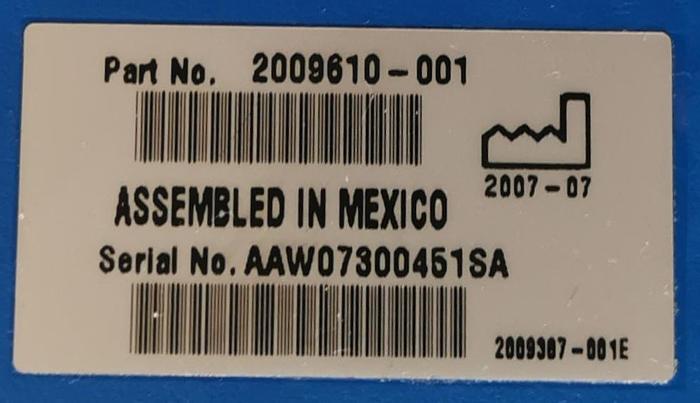 Part No. 2009610-001
2007-07
ASSEMBLED IN MEXICO
Serial No. AAW07300451SA
2009387-001E